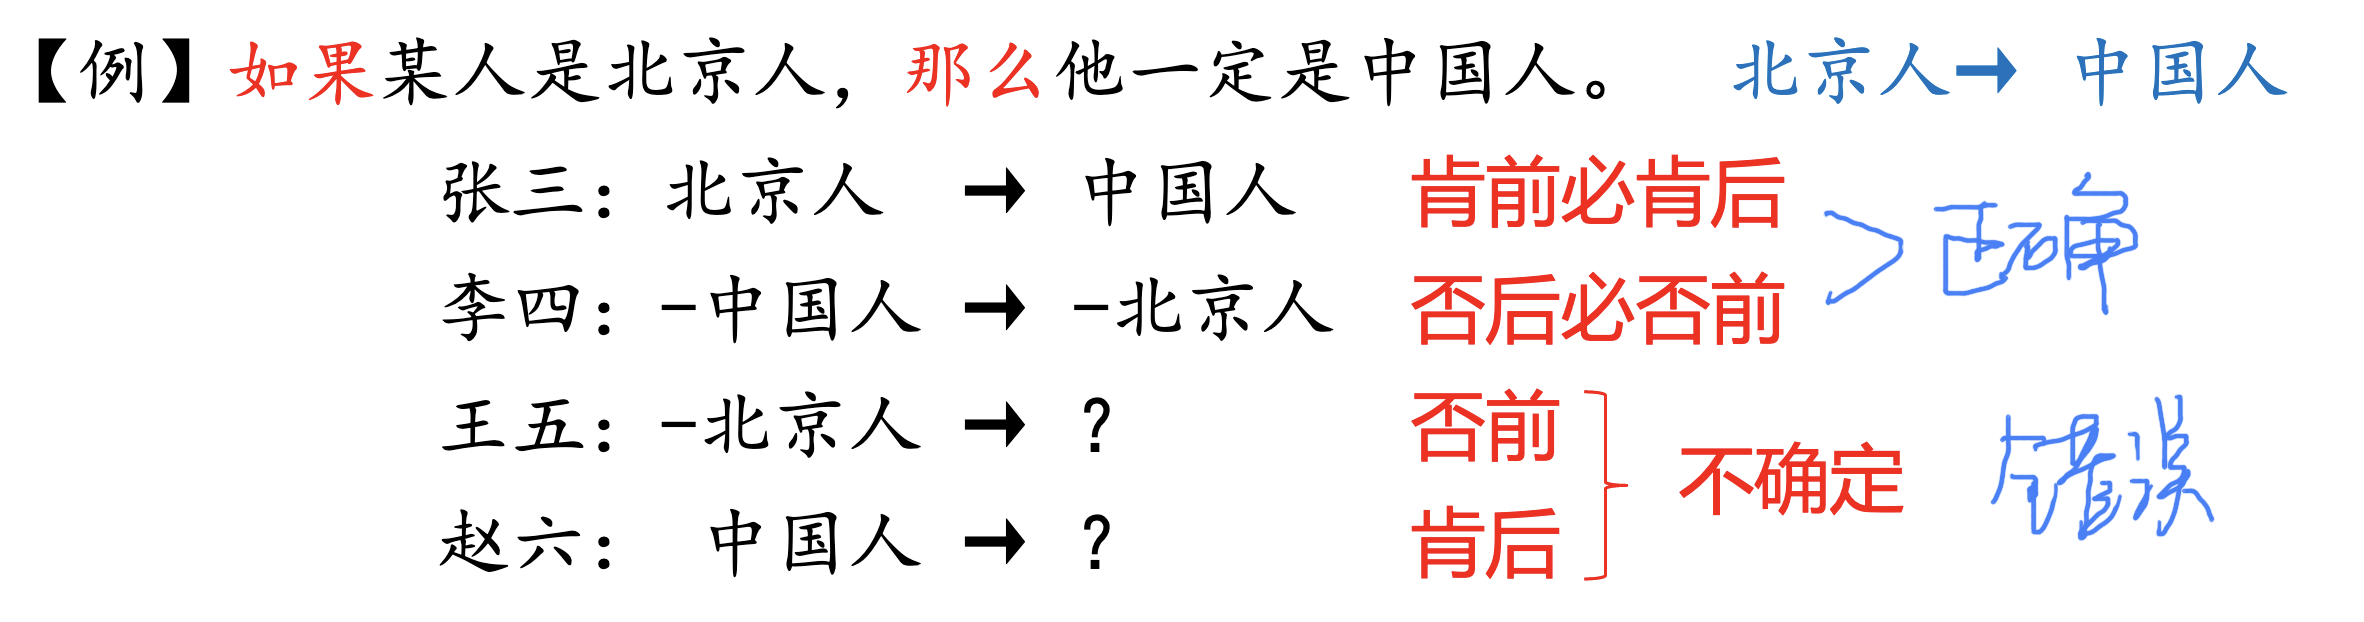 【例】如果某人是北京人，那么他一定是中国人。 北京人→ 中国人
张三：北京人 → 中国人 肯前必肯后
李四：-中国人 → -北京人 否后必否前
正确
王五：-北京人 → ? 否前
不确定 错误
赵六： 中国人 → ? 肯后